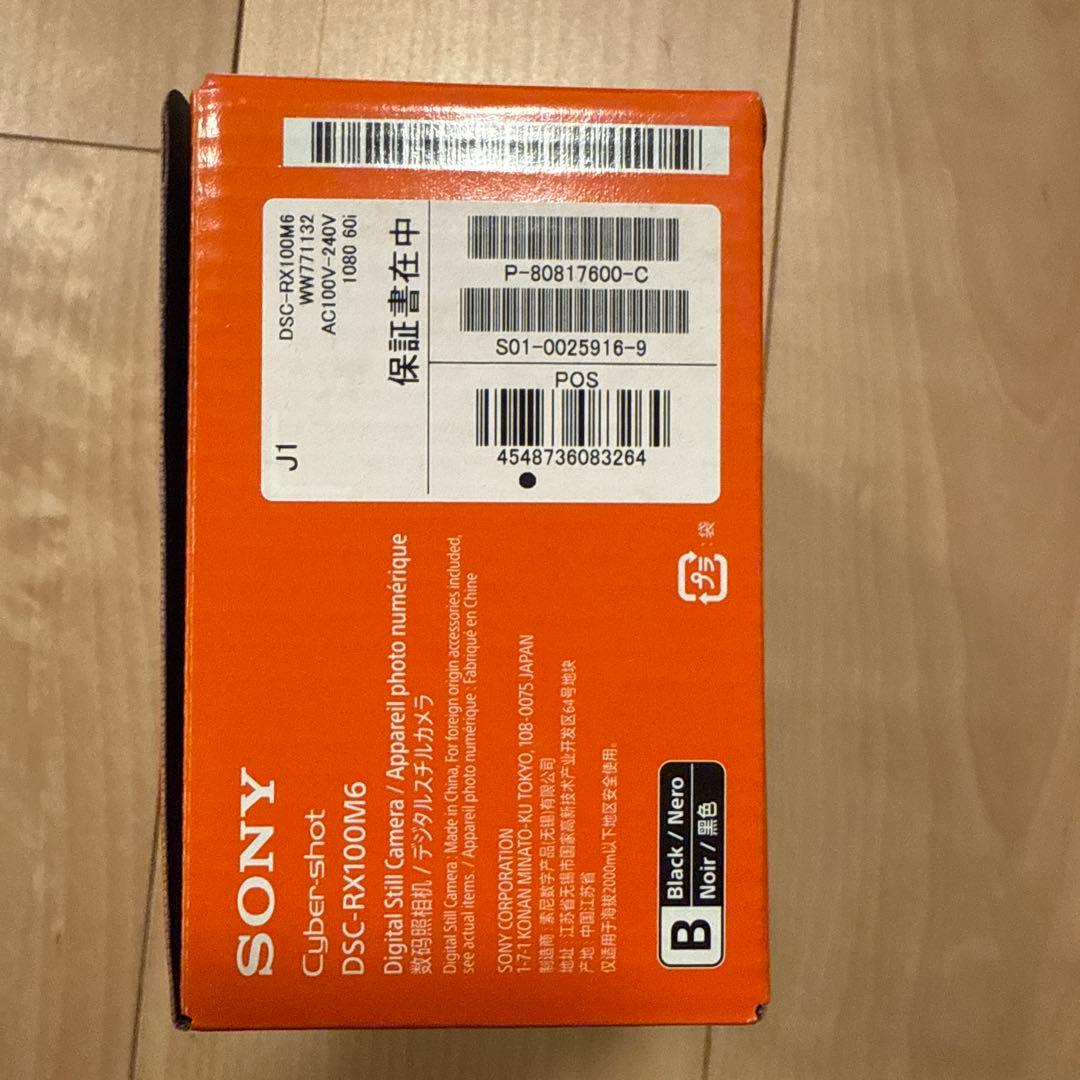 SONY
Cyber-shot
DSC-RX100M6
Digital Still Camera / Appareil photo numérique
数码照相机 / デジタルスチルカメラ
Digital Still Camera : Made in China, For foreign origin accessories included,
see actual items. / Appareil photo numérique : Fabriqué en Chine
SONY CORPORATION
1-7-1 KONAN MINATO-KU TOKYO, 108-0075 JAPAN
制造商 : 索尼数字产品(无锡)有限公司
地址 : 江苏省无锡市国家高新技术产业开发区64号地块
产地 : 中国江苏省
仅适用于海拔2000m以下地区安全使用。
B
Black / Nero
Noir / 黑色
J1
DSC-RX100M6
WW771132
AC100V-240V
1080 60i
保証書在中
P-80817600-C
S01-0025916-9
POS
4548736083264
プラ : 袋